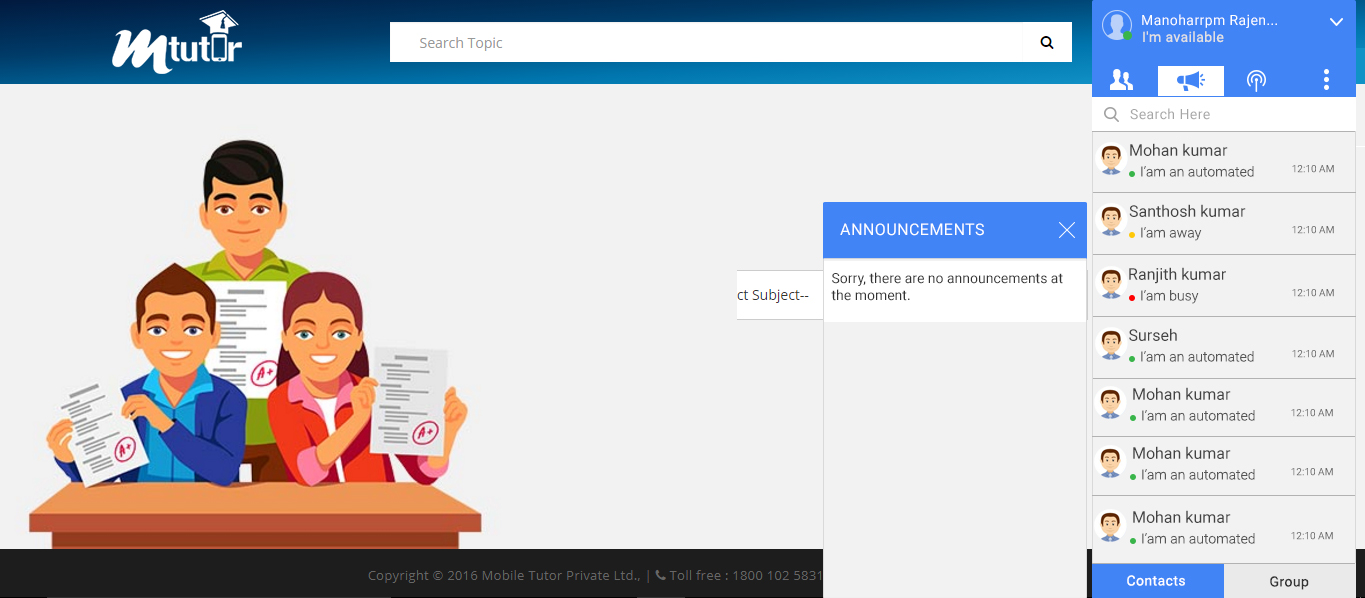 Mtutor
Search Topic
Manoharrpm Rajen...
I'm available
Search Here
Mohan kumar
I'am an automated
12:10 AM
Santhosh kumar
I'am away
12:10 AM
Ranjith kumar
I'am busy
12:10 AM
Surseh
I'am an automated
12:10 AM
Mohan kumar
I'am an automated
12:10 AM
Mohan kumar
I'am an automated
12:10 AM
Mohan kumar
I'am an automated
12:10 AM
Contacts
Group
ANNOUNCEMENTS
Sorry, there are no announcements at
the moment.
ct Subject--
A+
A+
A+
Copyright © 2016 Mobile Tutor Private Ltd., | Toll free : 1800 102 5831